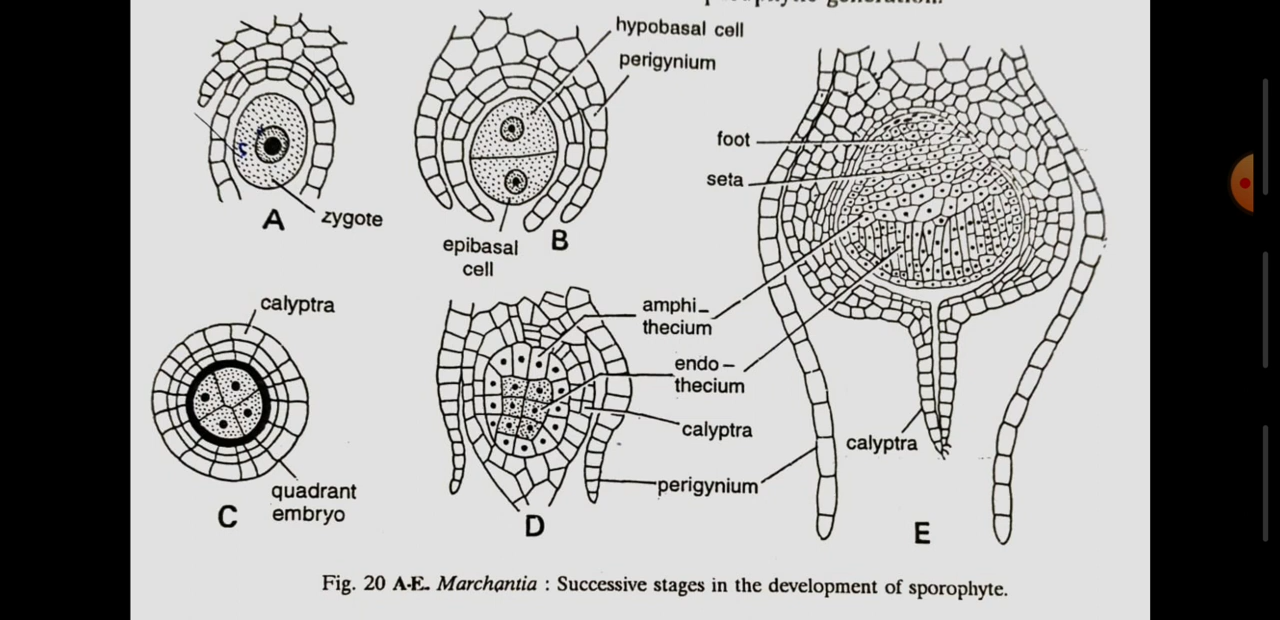 generation.
hypobasal cell
perigynium
zygote
A
epibasal
cell
B
foot
seta
calyptra
quadrant
embryo
C
amphi–
thecium
endo–
thecium
calyptra
perigynium
D
calyptra
E
Fig. 20 A-E. Marchantia : Successive stages in the development of sporophyte.